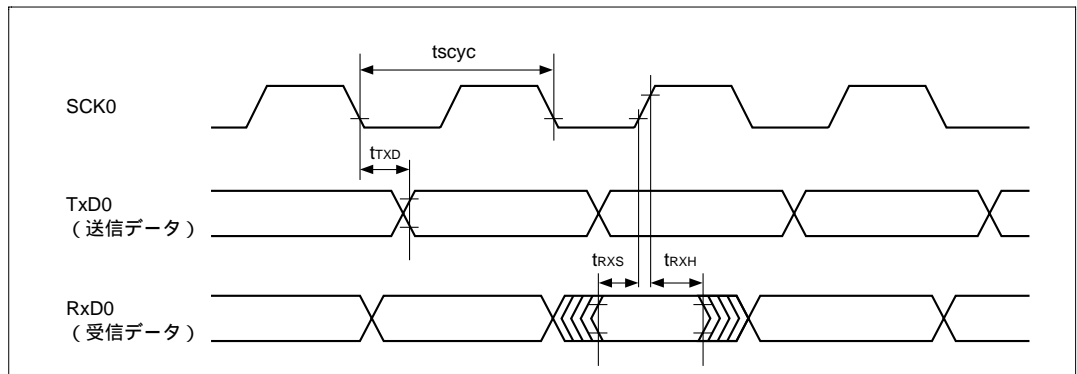 tscyc
SCK0
tTXD
TxD0
（送信データ）
tRXS
tRXH
RxD0
（受信データ）